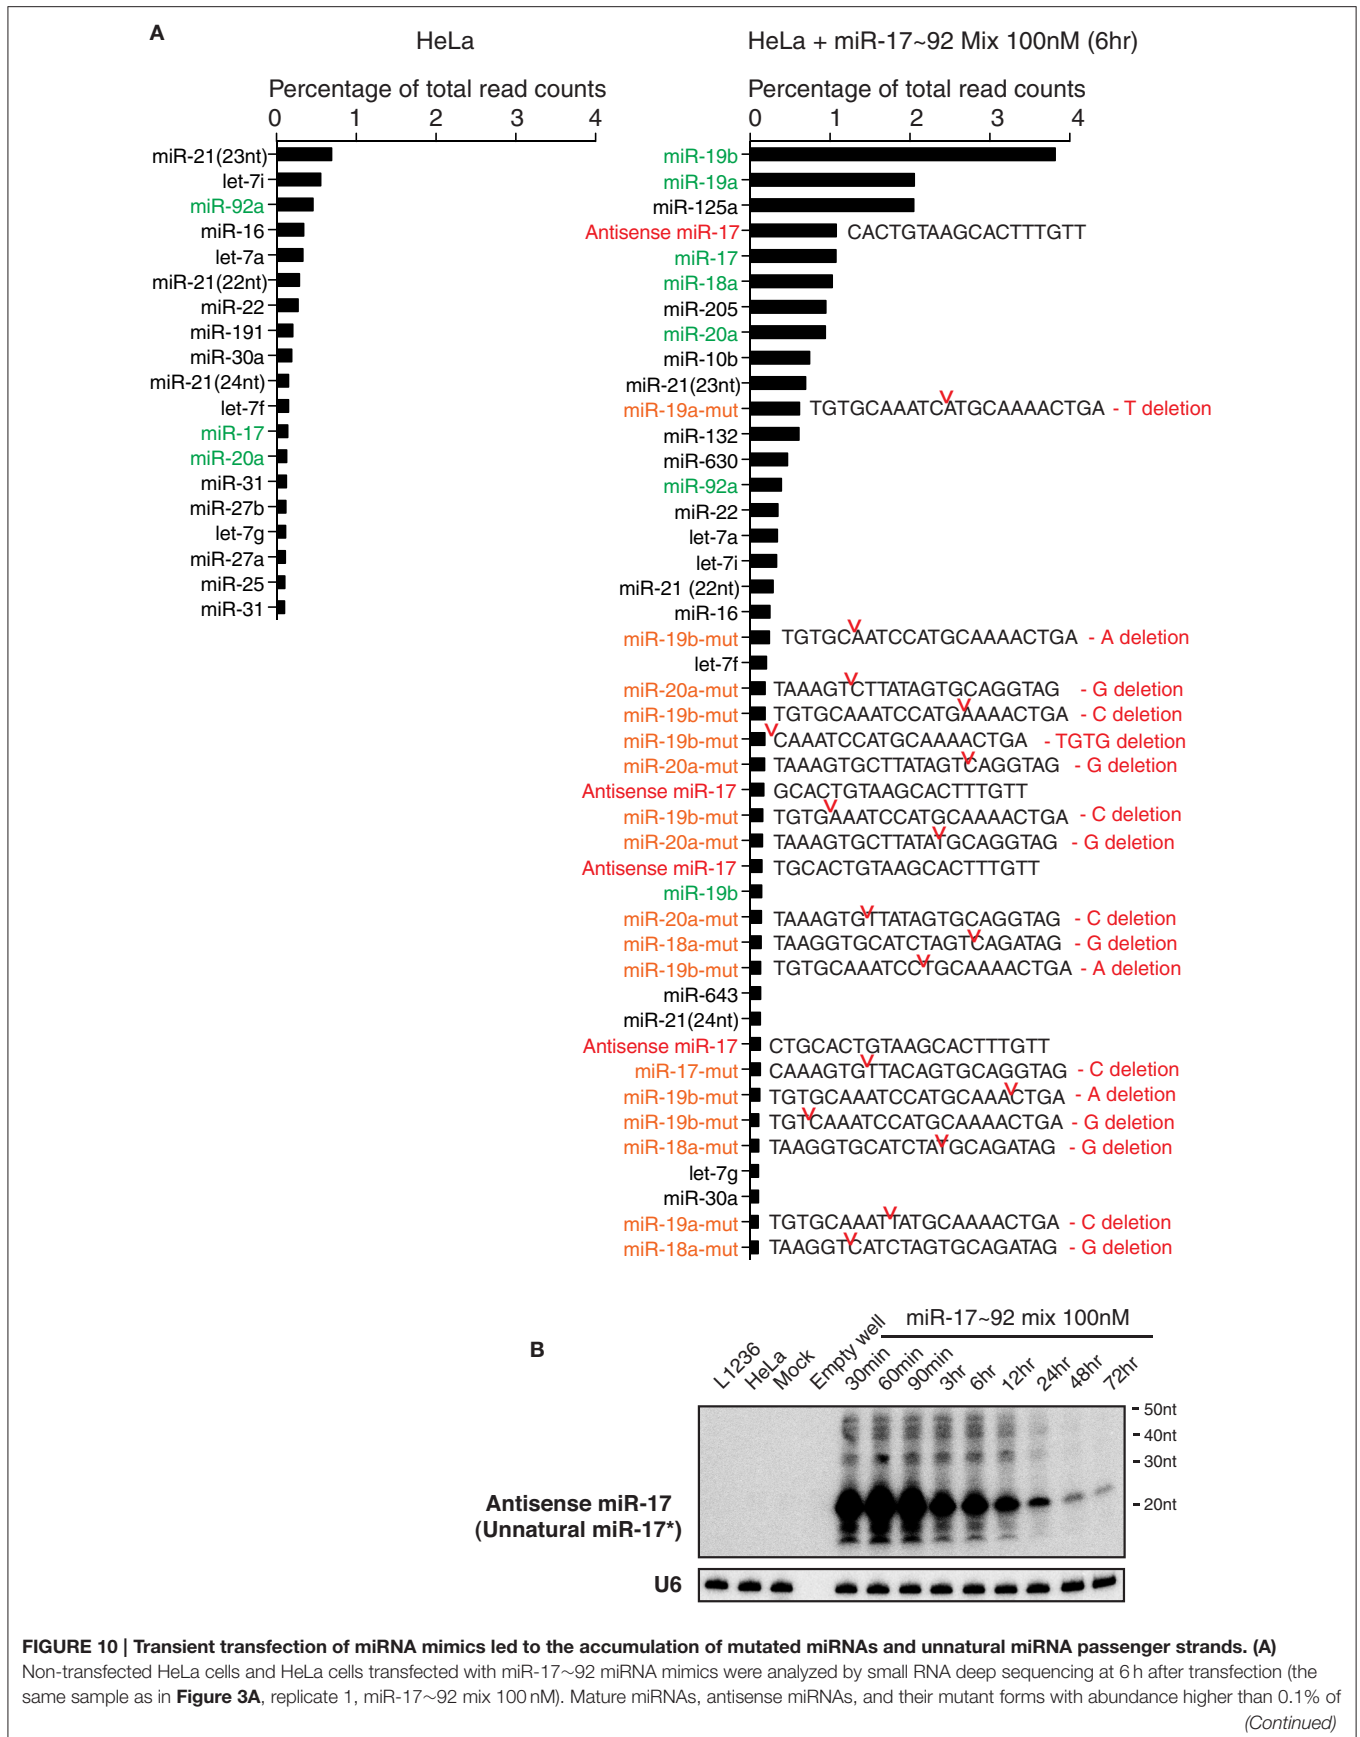 A
HeLa
Percentage of total read counts
0 1 2 3 4
miR-21(23nt)
let-7i
miR-92a
miR-16
let-7a
miR-21(22nt)
miR-22
miR-191
miR-30a
miR-21(24nt)
let-7f
miR-17
miR-20a
miR-31
miR-27b
let-7g
miR-27a
miR-25
miR-31
HeLa + miR-17~92 Mix 100nM (6hr)
Percentage of total read counts
0 1 2 3 4
miR-19b
miR-19a
miR-125a
Antisense miR-17 CACTGTAAGCACTTTGTT
miR-17
miR-18a
miR-205
miR-20a
miR-10b
miR-21(23nt)
miR-19a-mut TGTGCAAATCATGCAAAACTGA - T deletion
miR-132
miR-630
miR-92a
miR-22
let-7a
let-7i
miR-21 (22nt)
miR-16
miR-19b-mut TGTGCAATCCATGCAAAACTGA - A deletion
let-7f
miR-20a-mut TAAAGTCTTATAGTGCAGGTAG - G deletion
miR-19b-mut TGTGCAAATCCATGAAAACTGA - C deletion
miR-19b-mut CAAATCCATGCAAAACTGA - TGTG deletion
miR-20a-mut TAAAGTGCTTATAGTCAGGTAG - G deletion
Antisense miR-17 GCACTGTAAGCACTTTGTT
miR-19b-mut TGTGAAATCCATGCAAAACTGA - C deletion
miR-20a-mut TAAAGTGCTTATATGCAGGTAG - G deletion
Antisense miR-17 TGCACTGTAAGCACTTTGTT
miR-19b
miR-20a-mut TAAAGTGTTATAGTGCAGGTAG - C deletion
miR-18a-mut TAAGGTGCATCTAGTCAGATAG - G deletion
miR-19b-mut TGTGCAAATCCTGCAAAACTGA - A deletion
miR-643
miR-21(24nt)
Antisense miR-17 CTGCACTGTAAGCACTTTGTT
miR-17-mut CAAAGTGTTACAGTGCAGGTAG - C deletion
miR-19b-mut TGTGCAAATCCATGCAAACTGA - A deletion
miR-19b-mut TGTCAAATCCATGCAAAACTGA - G deletion
miR-18a-mut TAAGGTGCATCTATGCAGATAG - G deletion
let-7g
miR-30a
miR-19a-mut TGTGCAAATTATGCAAAACTGA - C deletion
miR-18a-mut TAAGGTCATCTAGTGCAGATAG - G deletion
B
miR-17~92 mix 100nM
L1236 HeLa Mock Empty well 30min 60min 90min 3hr 6hr 12hr 24hr 48hr 72hr
50nt
40nt
30nt
20nt
Antisense miR-17
(Unnatural miR-17*)
U6
FIGURE 10 | Transient transfection of miRNA mimics led to the accumulation of mutated miRNAs and unnatural miRNA passenger strands. (A)
Non-transfected HeLa cells and HeLa cells transfected with miR-17~92 miRNA mimics were analyzed by small RNA deep sequencing at 6 h after transfection (the
same sample as in Figure 3A, replicate 1, miR-17~92 mix 100 nM). Mature miRNAs, antisense miRNAs, and their mutant forms with abundance higher than 0.1% of
(Continued)